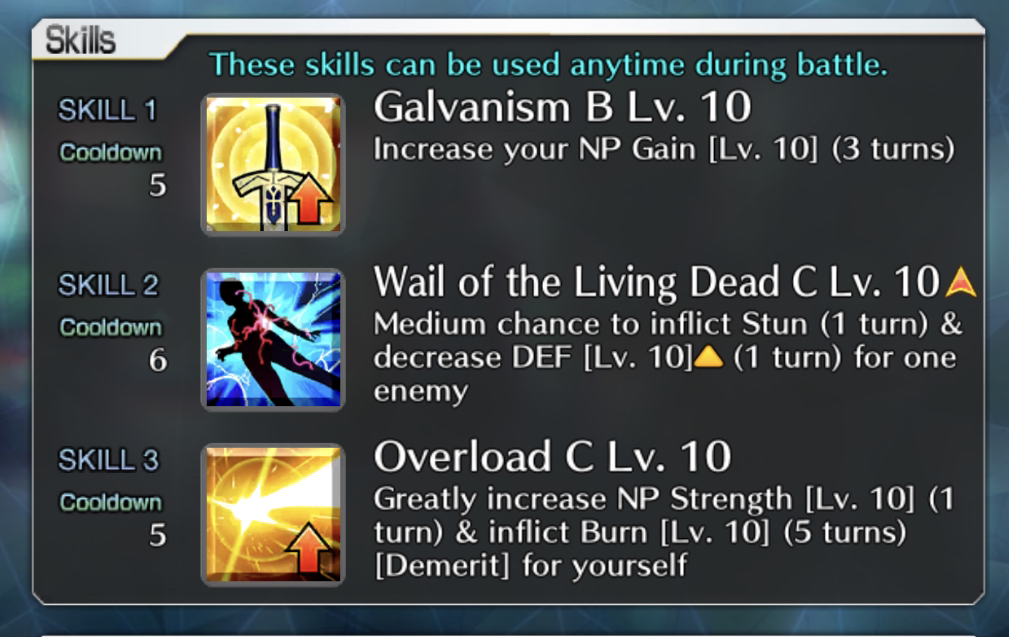 Skills
These skills can be used anytime during battle.
SKILL 1
Cooldown
5
Galvanism B Lv. 10
Increase your NP Gain [Lv. 10] (3 turns)
SKILL 2
Cooldown
6
Wail of the Living Dead C Lv. 10
Medium chance to inflict Stun (1 turn) &
decrease DEF [Lv. 10] (1 turn) for one
enemy
SKILL 3
Cooldown
5
Overload C Lv. 10
Greatly increase NP Strength [Lv. 10] (1
turn) & inflict Burn [Lv. 10] (5 turns)
[Demerit] for yourself